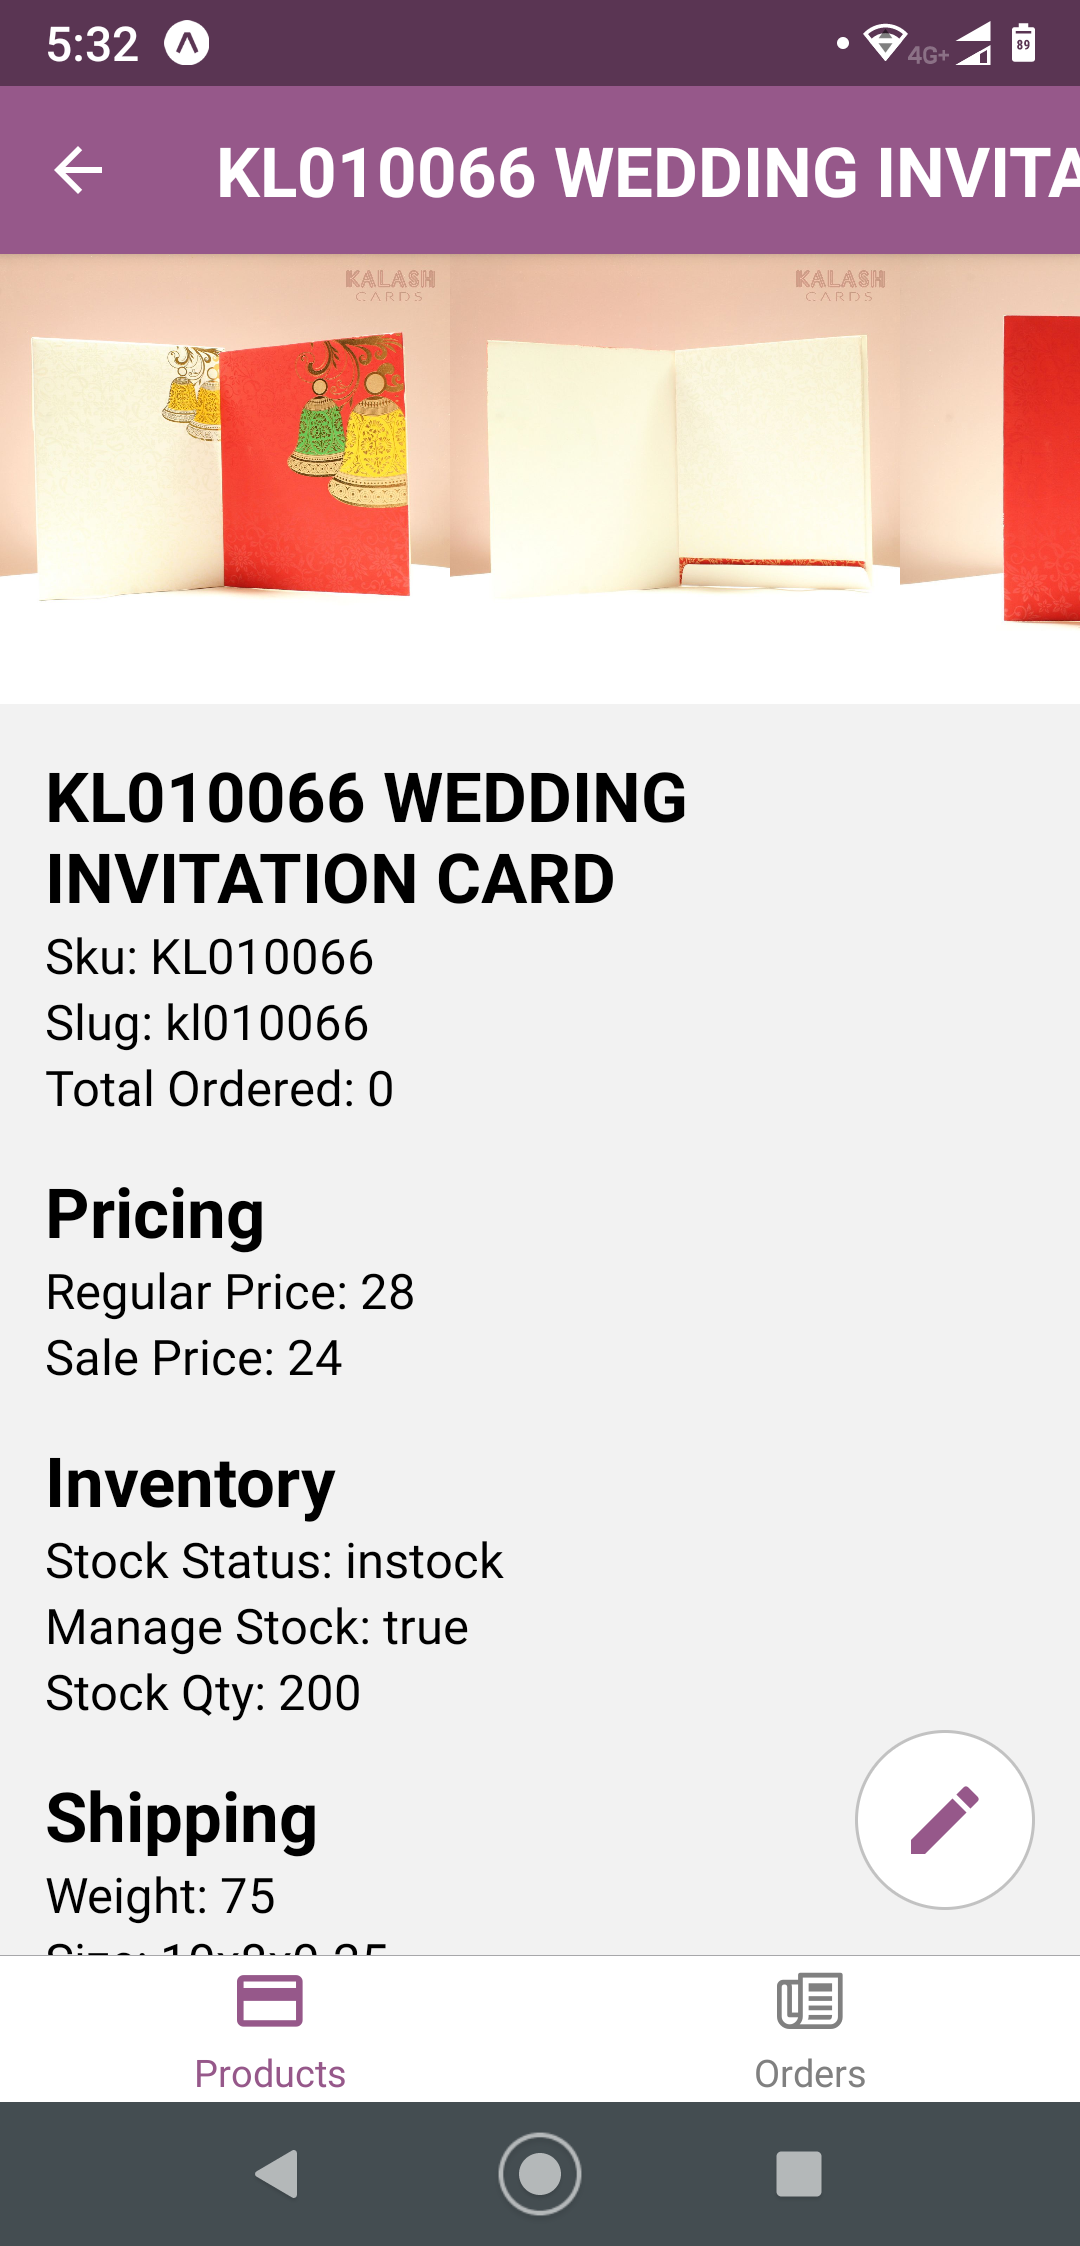 5:32
4G+
89
KL010066 WEDDING INVITA
KALASH
CARDS
KALASH
CARDS
KL010066 WEDDING
INVITATION CARD
Sku: KL010066
Slug: kl010066
Total Ordered: 0
Pricing
Regular Price: 28
Sale Price: 24
Inventory
Stock Status: instock
Manage Stock: true
Stock Qty: 200
Shipping
Weight: 75
Size:
Products
Orders